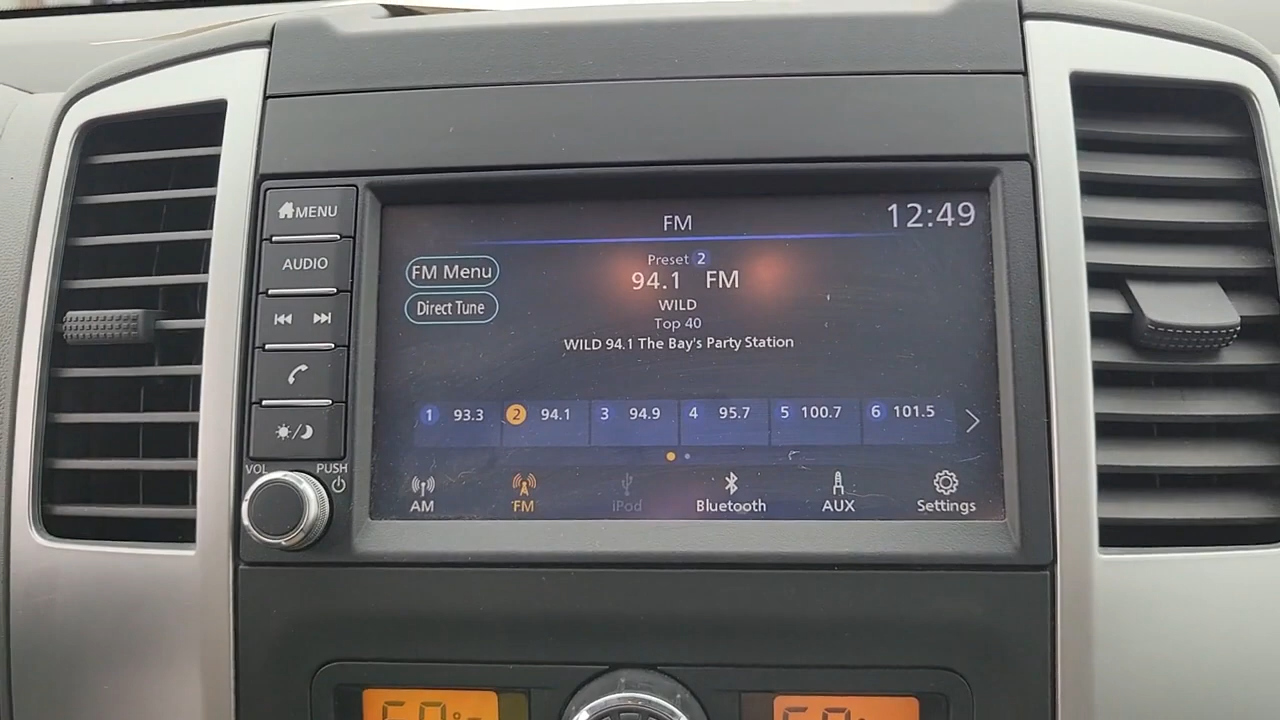 MENU
AUDIO
VOL PUSH
FM
12:49
FM Menu
Direct Tune
Preset 2
94.1 FM
WILD
Top 40
WILD 94.1 The Bay's Party Station
1 93.3 2 94.1 3 94.9 4 95.7 5 100.7 6 101.5
AM FM iPod Bluetooth AUX Settings